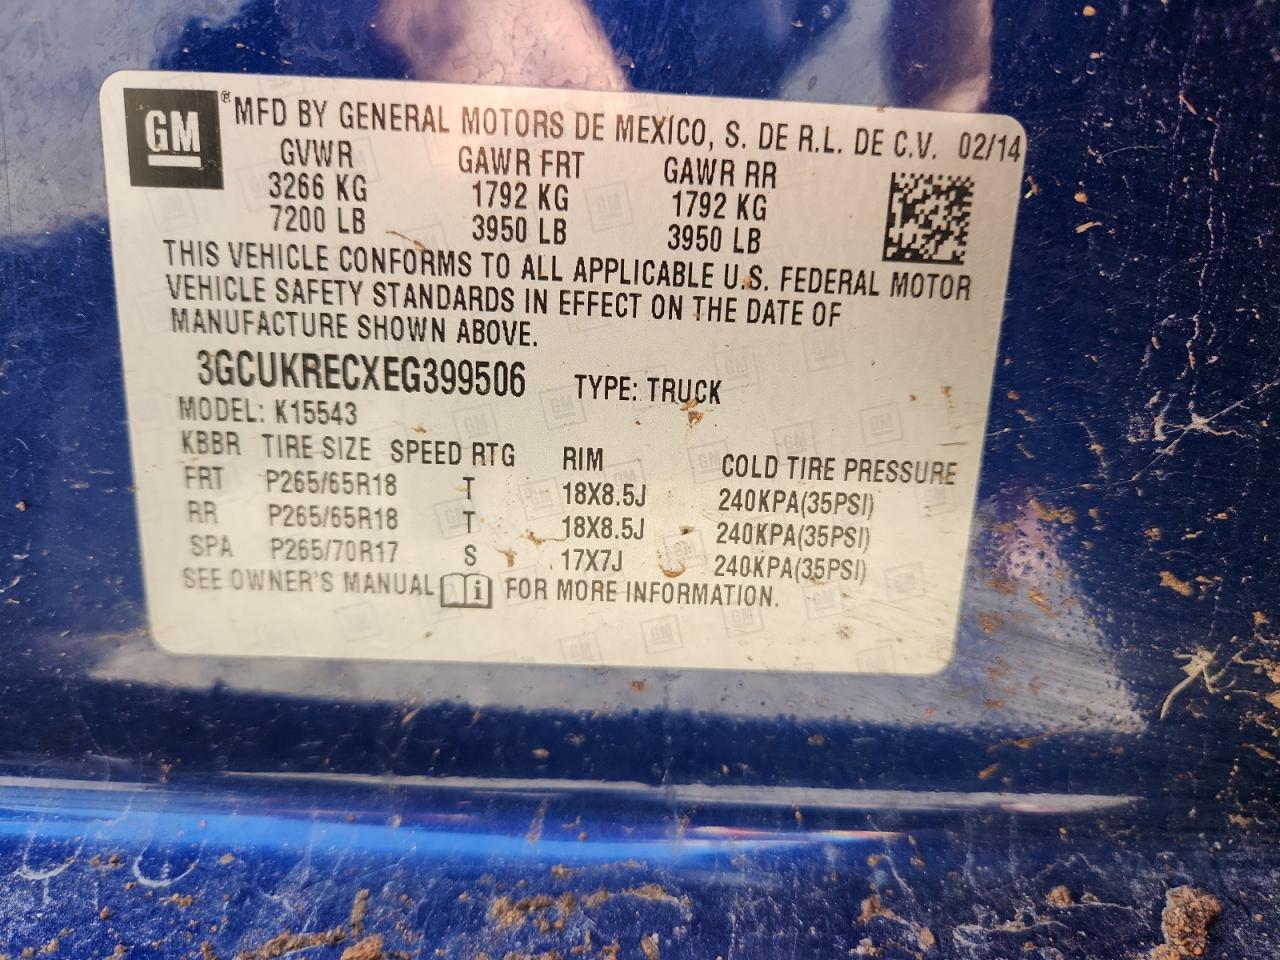 GM® MFD BY GENERAL MOTORS DE MEXICO, S. DE R.L. DE C.V. 02/14
GVWR GAWR FRT GAWR RR
3266 KG 1792 KG 1792 KG
7200 LB 3950 LB 3950 LB
THIS VEHICLE CONFORMS TO ALL APPLICABLE U.S. FEDERAL MOTOR
VEHICLE SAFETY STANDARDS IN EFFECT ON THE DATE OF
MANUFACTURE SHOWN ABOVE.
3GCUKRECXEG399506 TYPE: TRUCK
MODEL: K15543
KBBR TIRE SIZE SPEED RTG RIM COLD TIRE PRESSURE
FRT P265/65R18 T 18X8.5J 240KPA(35PSI)
RR P265/65R18 T 18X8.5J 240KPA(35PSI)
SPA P265/70R17 S 17X7J 240KPA(35PSI)
SEE OWNER'S MANUAL i FOR MORE INFORMATION.